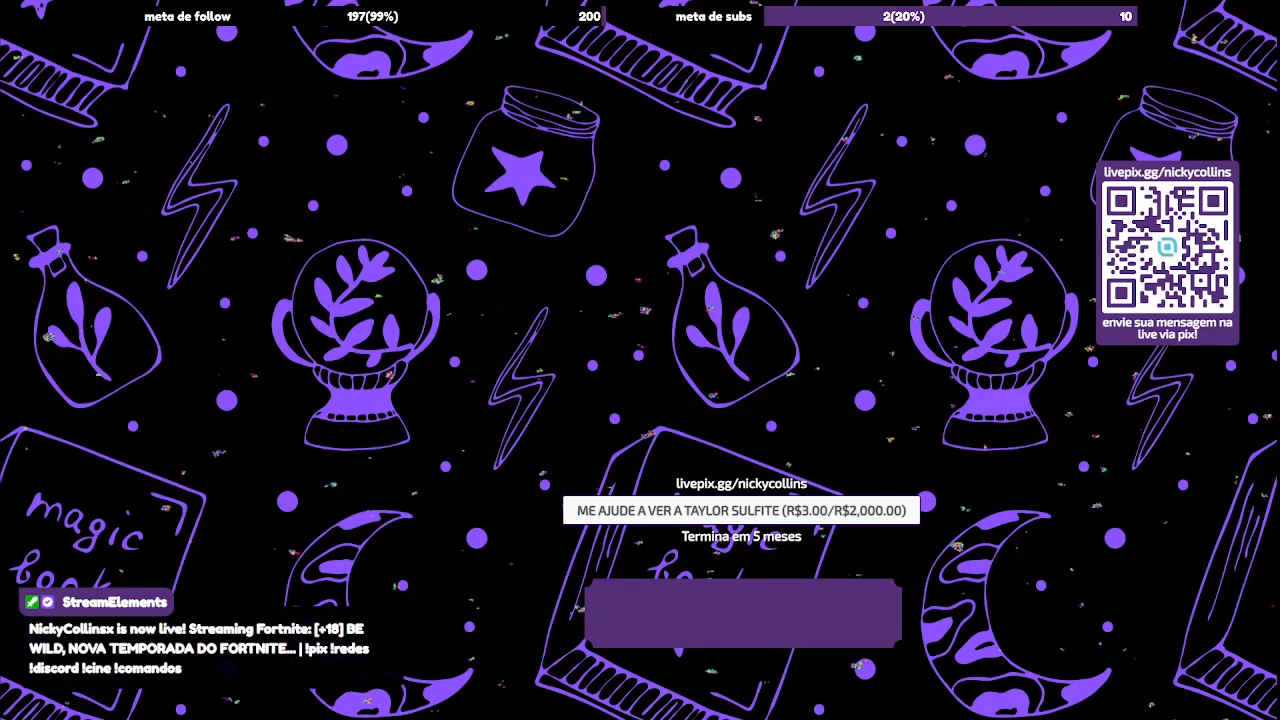 meta de follow 197(99%) 200 meta de subs 2(20%) 10
livepix.gg/nickycollins
envie sua mensagem na
live via pix!
livepix.gg/nickycollins
ME AJUDE A VER A TAYLOR SULFITE (R$3.00/R$2,000.00)
Termina em 5 meses
magic
book
magic
book
StreamElements
NickyCollinsx is now live! Streaming Fortnite: [+18] BE
WILD, NOVA TEMPORADA DO FORTNITE... | !pix !redes
!discord !cine !comandos